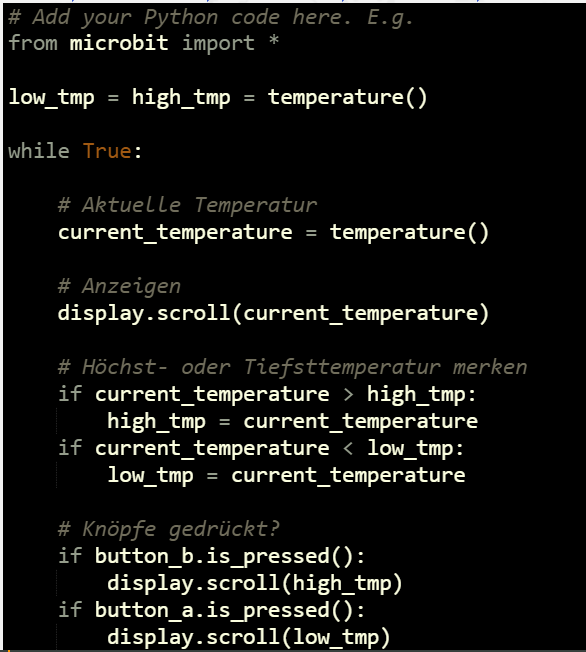 # Add your Python code here. E.g.
from microbit import *
low_tmp = high_tmp = temperature()
while True:
# Aktuelle Temperatur
current_temperature = temperature()
# Anzeigen
display.scroll(current_temperature)
# Höchst- oder Tiefsttemperatur merken
if current_temperature > high_tmp:
high_tmp = current_temperature
if current_temperature < low_tmp:
low_tmp = current_temperature
# Knöpfe gedrückt?
if button_b.is_pressed():
display.scroll(high_tmp)
if button_a.is_pressed():
display.scroll(low_tmp)